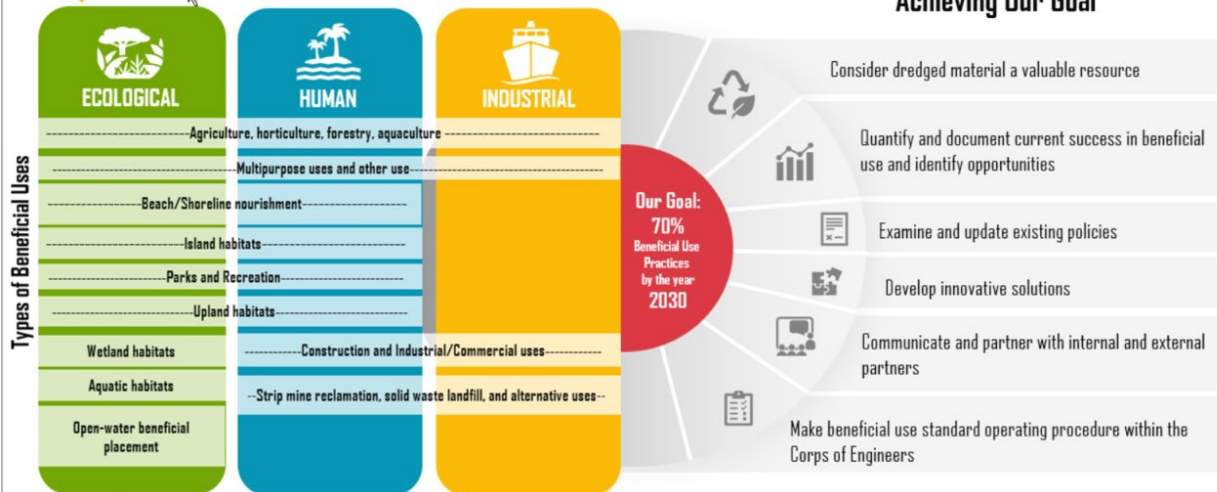 Achieving Our Goal
Types of Beneficial Uses
ECOLOGICAL
HUMAN
INDUSTRIAL
Agriculture, horticulture, forestry, aquaculture
Multipurpose uses and other use
Beach/Shoreline nourishment
Island habitats
Parks and Recreation
Upland habitats
Wetland habitats
Construction and Industrial/Commercial uses
Aquatic habitats
Strip mine reclamation, solid waste landfill, and alternative uses
Open-water beneficial
placement
Our Goal:
70%
Beneficial Use
Practices
by the year
2030
Consider dredged material a valuable resource
Quantify and document current success in beneficial
use and identify opportunities
Examine and update existing policies
Develop innovative solutions
Communicate and partner with internal and external
partners
Make beneficial use standard operating procedure within the
Corps of Engineers